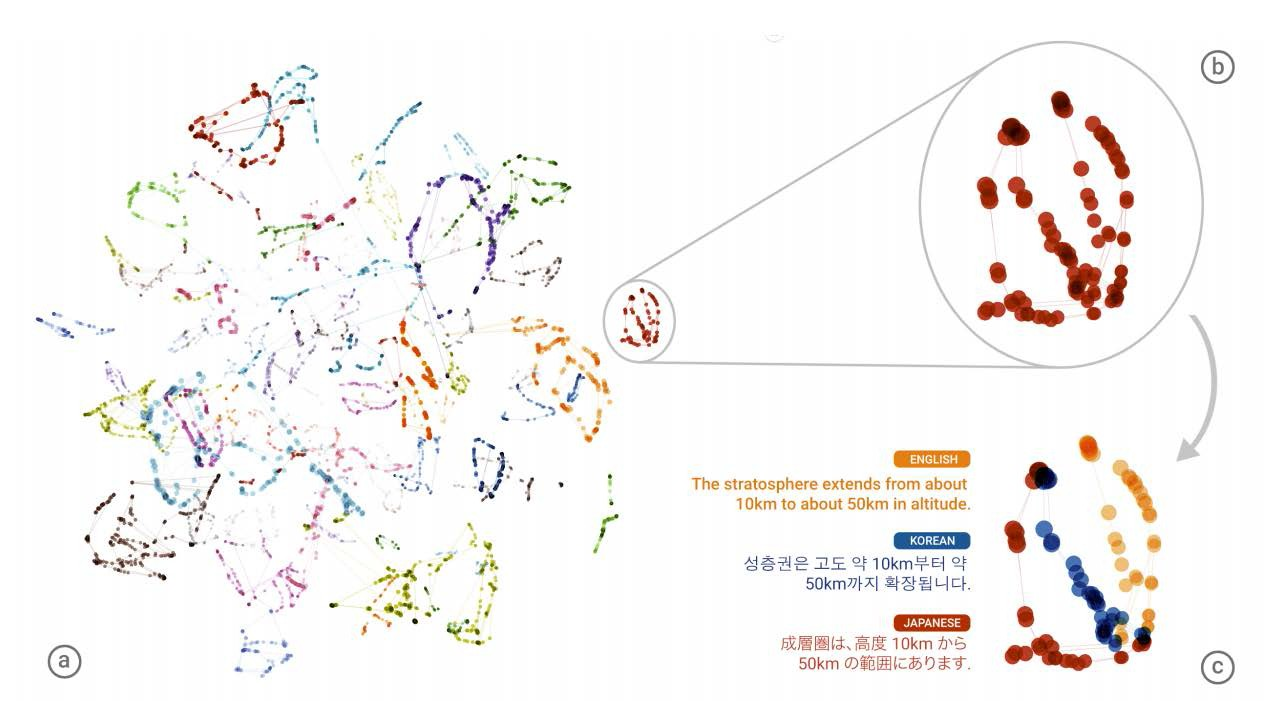 b
ENGLISH
The stratosphere extends from about
10km to about 50km in altitude.
KOREAN
성층권은 고도 약 10km부터 약
50km까지 확장됩니다.
JAPANESE
成層圏は、高度 10km から
50km の範囲にあります.
a
c